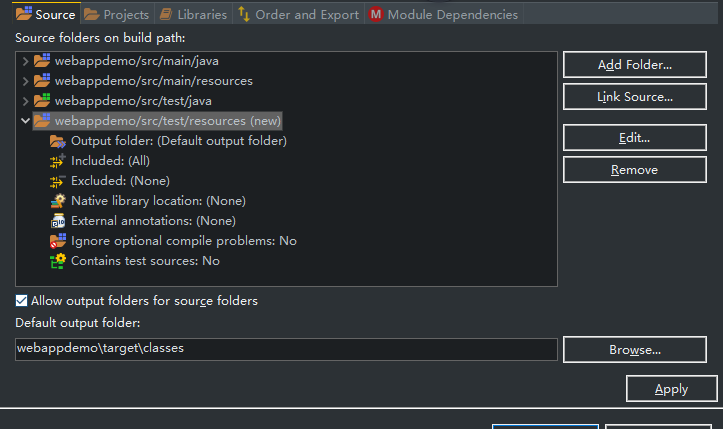 Source Projects Libraries Order and Export Module Dependencies
Source folders on build path:
webappdemo/src/main/java
webappdemo/src/main/resources
webappdemo/src/test/java
webappdemo/src/test/resources (new)
Output folder: (Default output folder)
Included: (All)
Excluded: (None)
Native library location: (None)
External annotations: (None)
Ignore optional compile problems: No
Contains test sources: No
Add Folder...
Link Source...
Edit...
Remove
Allow output folders for source folders
Default output folder:
webappdemo\target\classes
Browse...
Apply